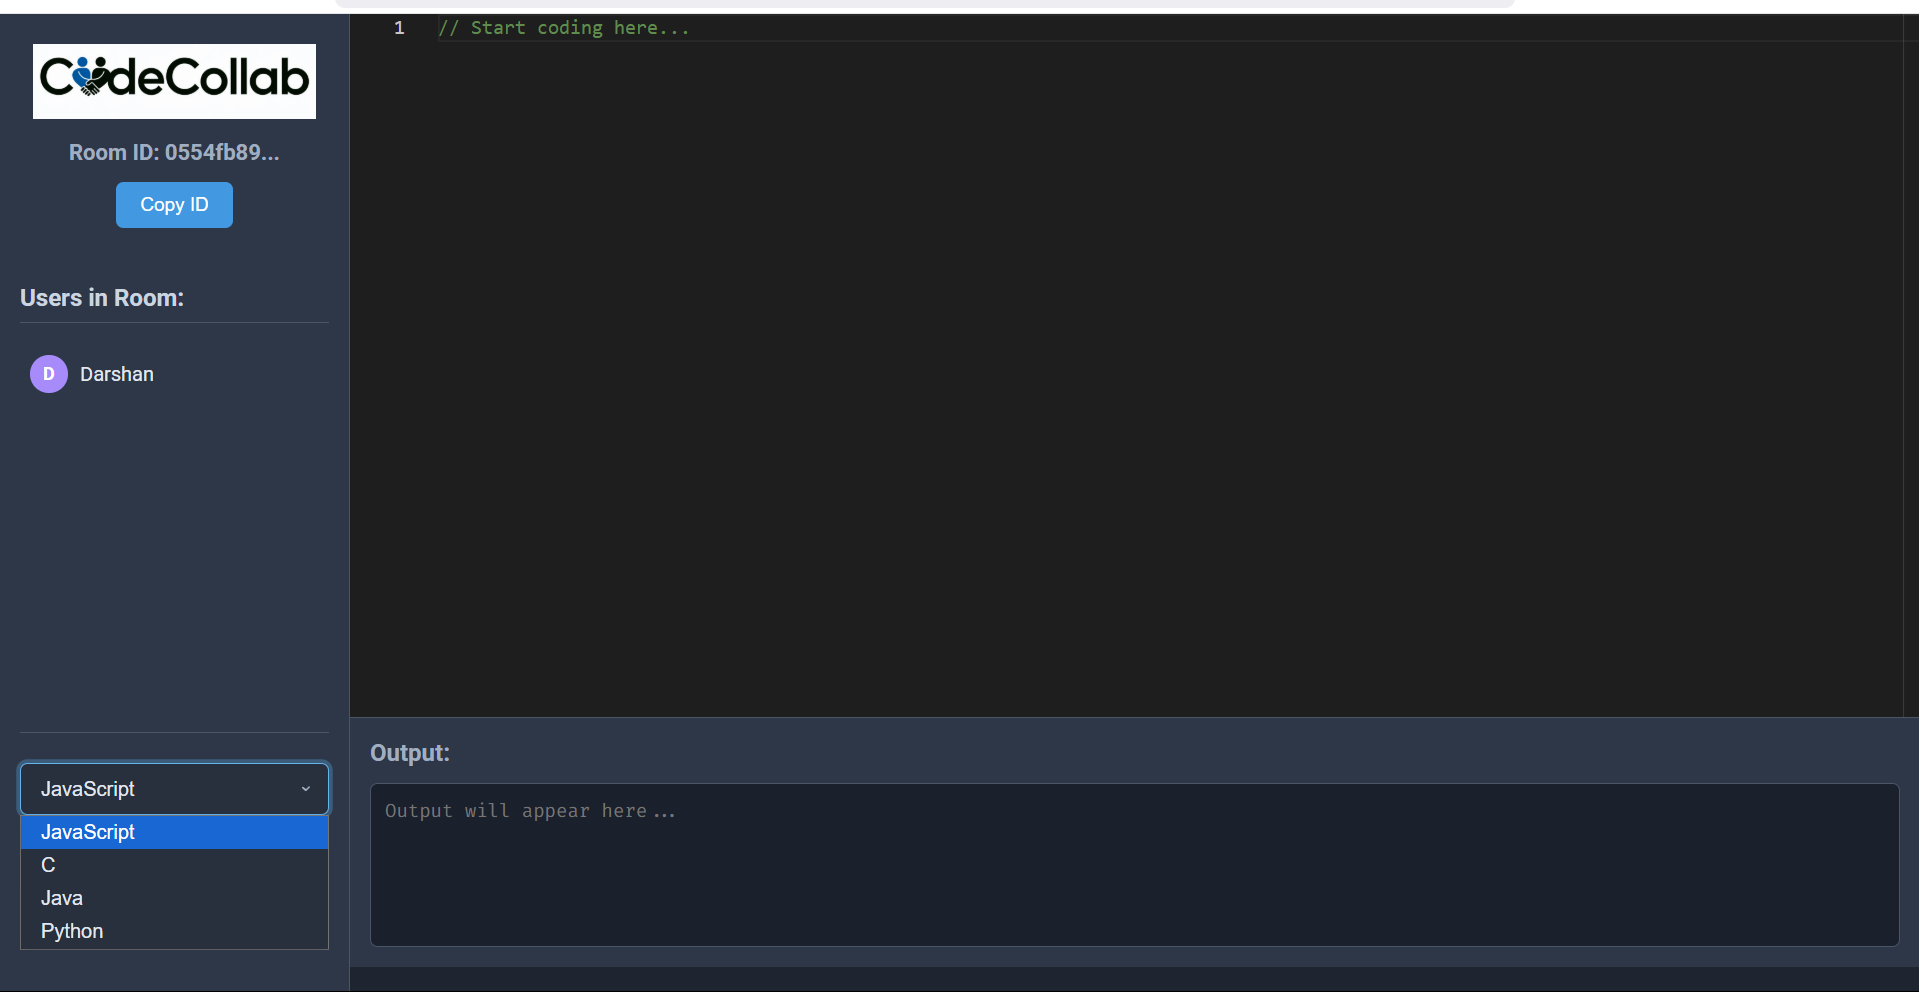 CodeCollab
Room ID: 0554fb89...
Copy ID
Users in Room:
D Darshan
JavaScript
JavaScript
C
Java
Python
1 // Start coding here...
Output:
Output will appear here...